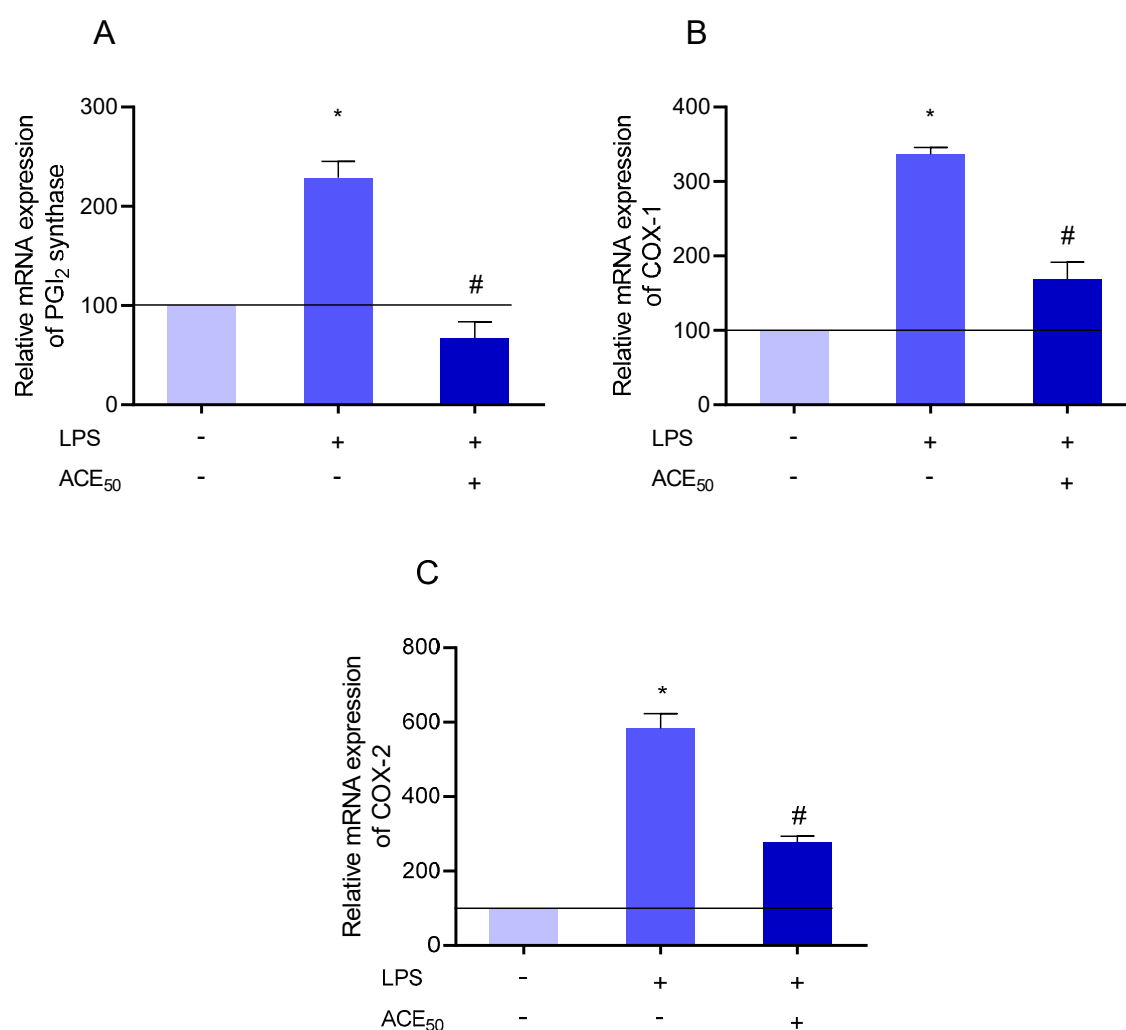 A
Relative mRNA expression
of PGI₂ synthase
300
200
100
0
*
#
LPS - + +
ACE₅₀ - - +
B
Relative mRNA expression
of COX-1
400
300
200
100
0
*
#
LPS - + +
ACE₅₀ - - +
C
Relative mRNA expression
of COX-2
800
600
400
200
0
*
#
LPS - + +
ACE₅₀ - - +